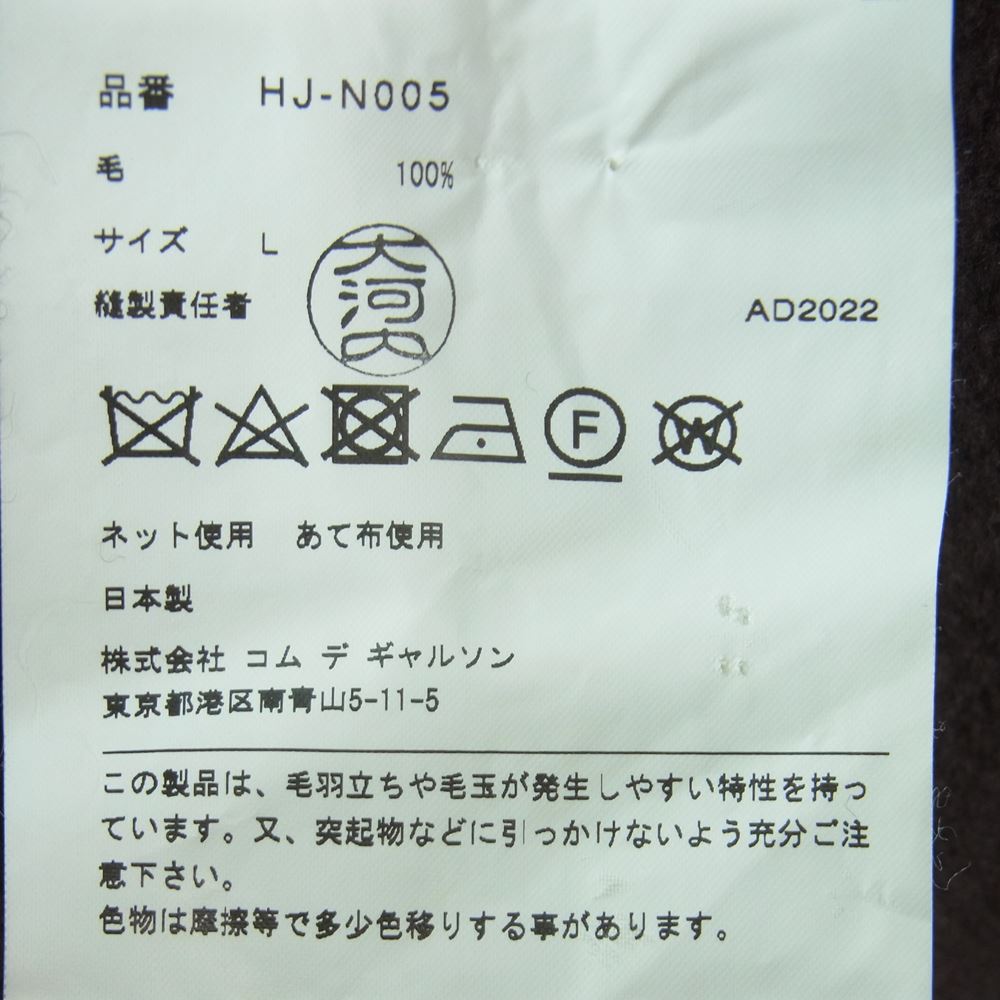 品番 HJ-N005
毛 100%
サイズ L
縫製責任者 大河内
AD2022
F W
ネット使用 あて布使用
日本製
株式会社 コム デ ギャルソン
東京都港区南青山5-11-5
この製品は、毛羽立ちや毛玉が発生しやすい特性を持っ
ています。又、突起物などに引っかけないよう充分ご注
意下さい。
色物は摩擦等で多少色移りする事があります。